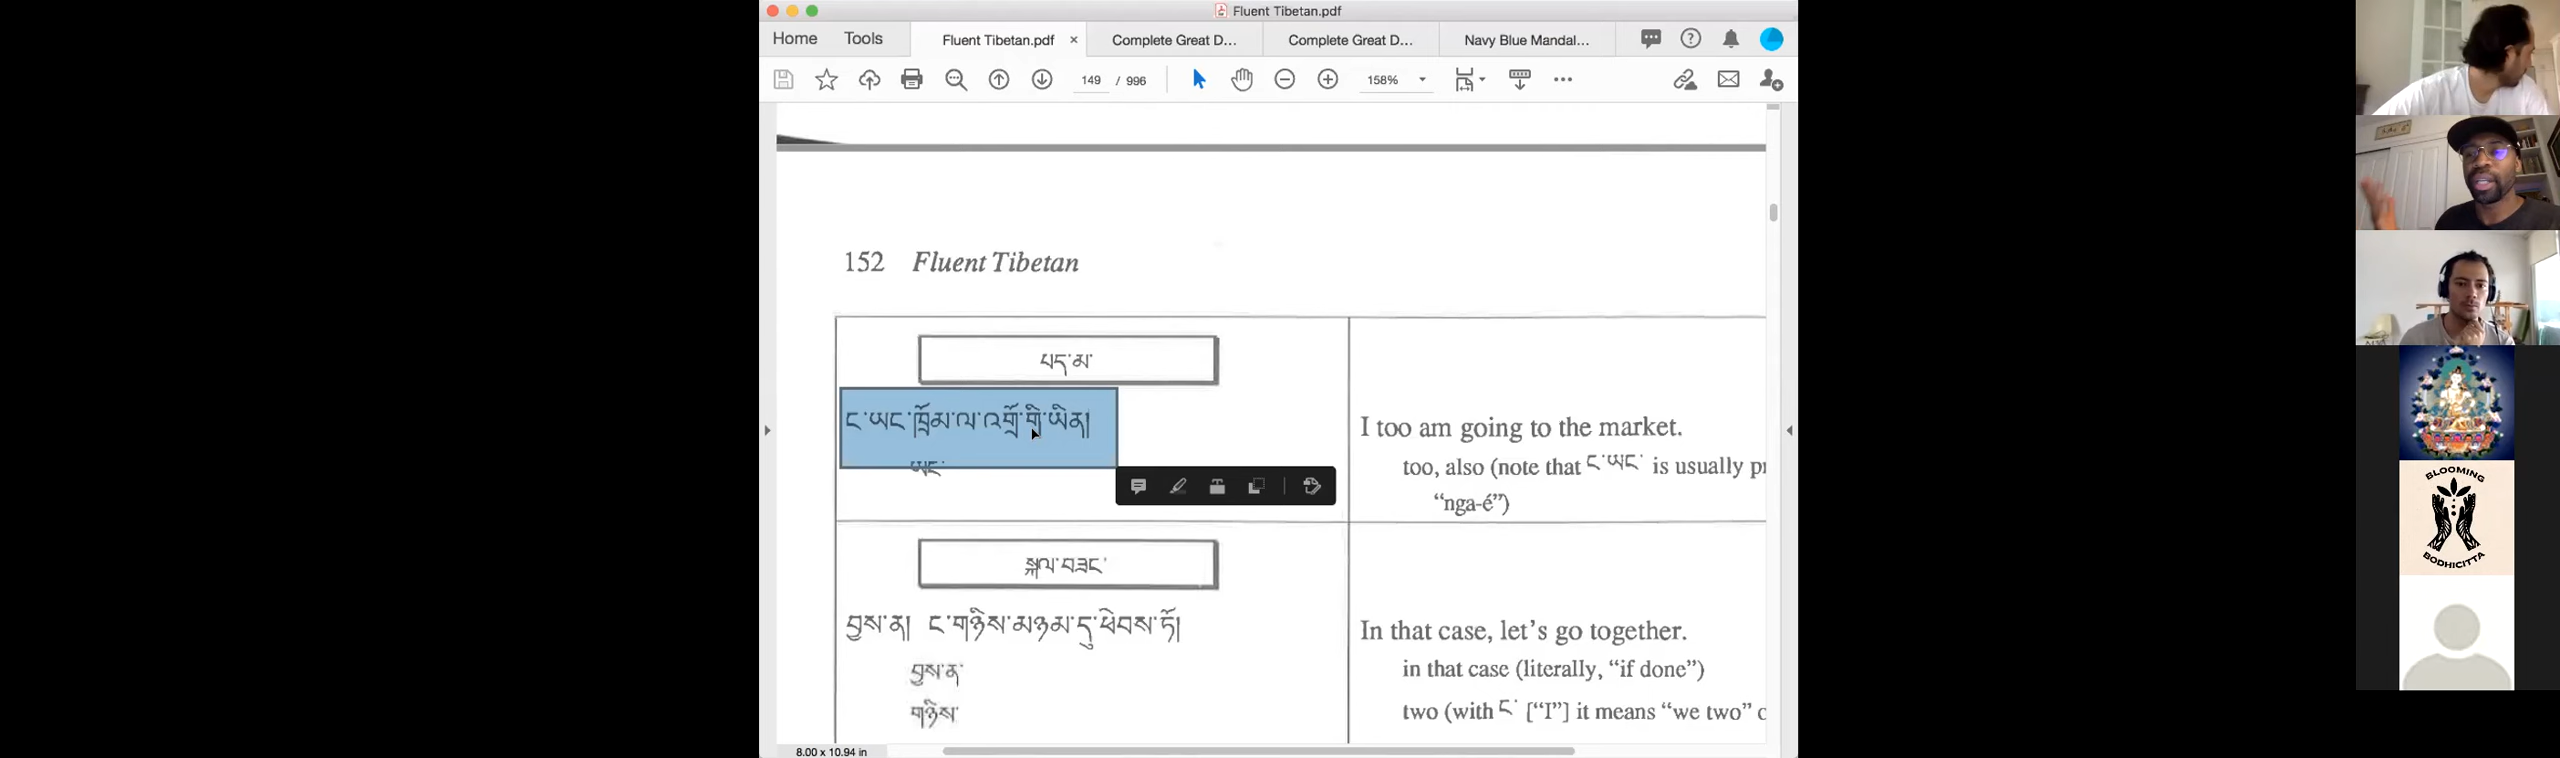 Fluent Tibetan.pdf
Home Tools Fluent Tibetan.pdf × Complete Great D... Complete Great D... Navy Blue Mandal...
149 / 996 158%
152 Fluent Tibetan
པད་མ་
ང་ཡང་ཁྲོམ་ལ་འགྲོ་གྱི་ཡིན།
I too am going to the market.
ཡང་
too, also (note that ང་ཡང་ is usually
“nga-é”)
སྐལ་བཟང་
བྱས་ན། ང་གཉིས་མཉམ་དུ་ཕེབས་ཏོ།
In that case, let’s go together.
བྱས་ན་
in that case (literally, “if done”)
གཉིས་
two (with ང་ [“I”] it means “we two”
8.00 x 10.94 in
BLOOMING
BODHICITTA